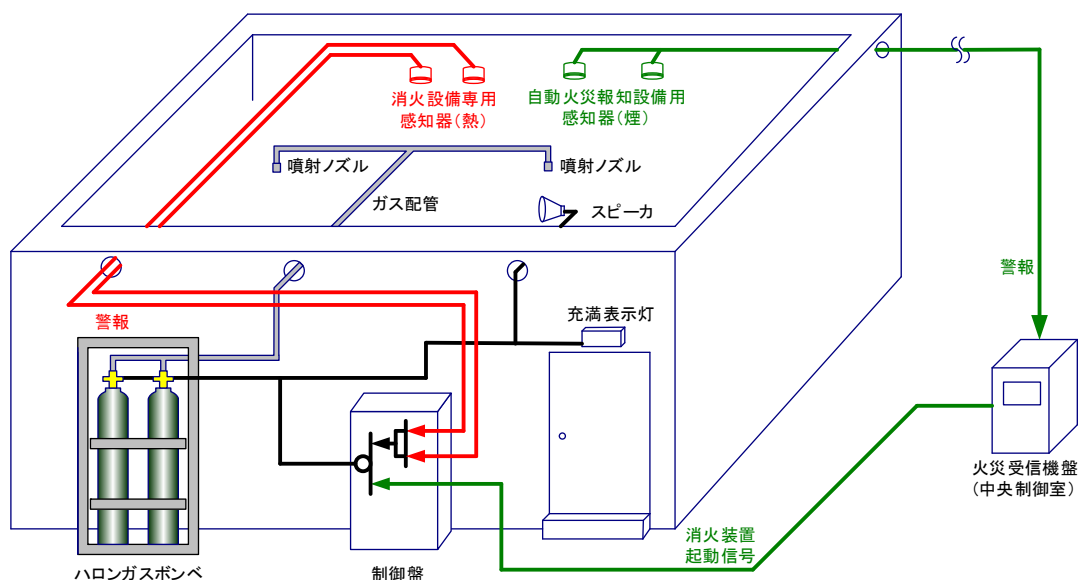 消火設備専用
感知器（熱）
自動火災報知設備用
感知器（煙）
噴射ノズル
噴射ノズル
ガス配管
スピーカ
警報
警報
充満表示灯
火災受信機盤
（中央制御室）
消火装置
起動信号
ハロンガスボンベ
制御盤